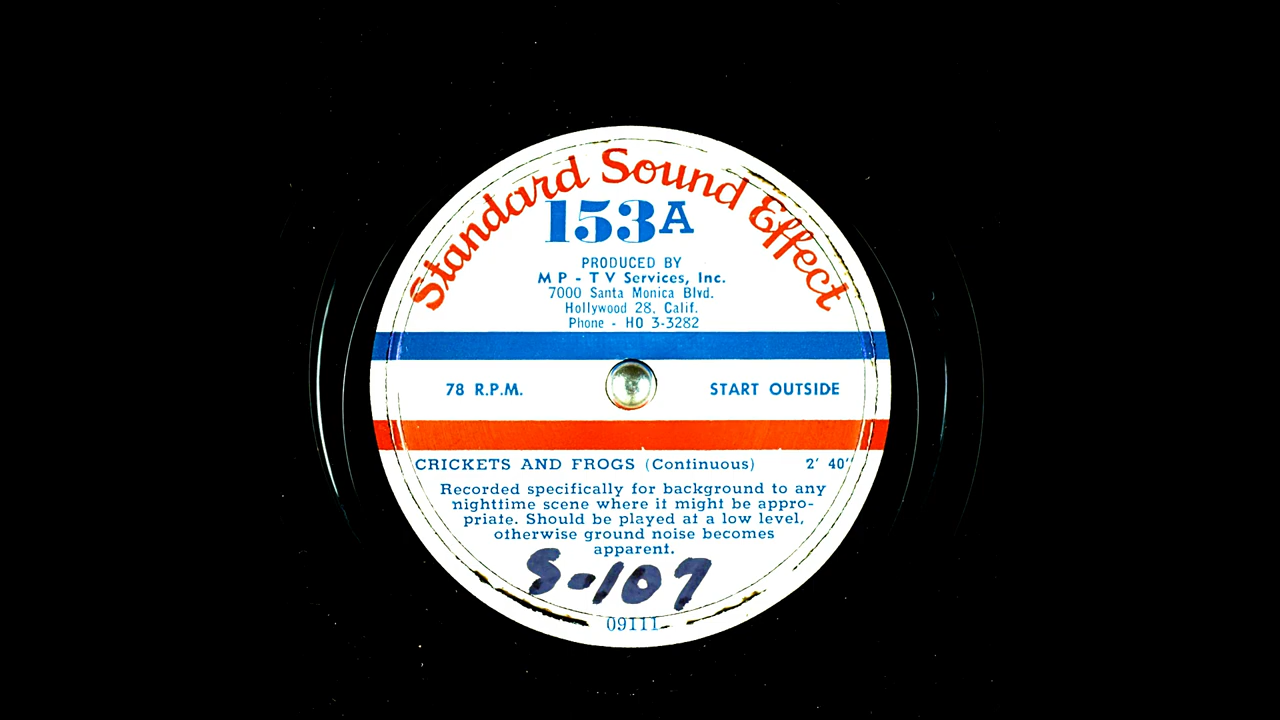 Standard Sound Effect
153A
PRODUCED BY
M P - T V Services, Inc.
7000 Santa Monica Blvd.
Hollywood 28, Calif.
Phone - HO 3-3282
78 R.P.M. START OUTSIDE
CRICKETS AND FROGS (Continuous) 2' 40"
Recorded specifically for background to any
nighttime scene where it might be appro-
priate. Should be played at a low level,
otherwise ground noise becomes
apparent.
S-107
09111